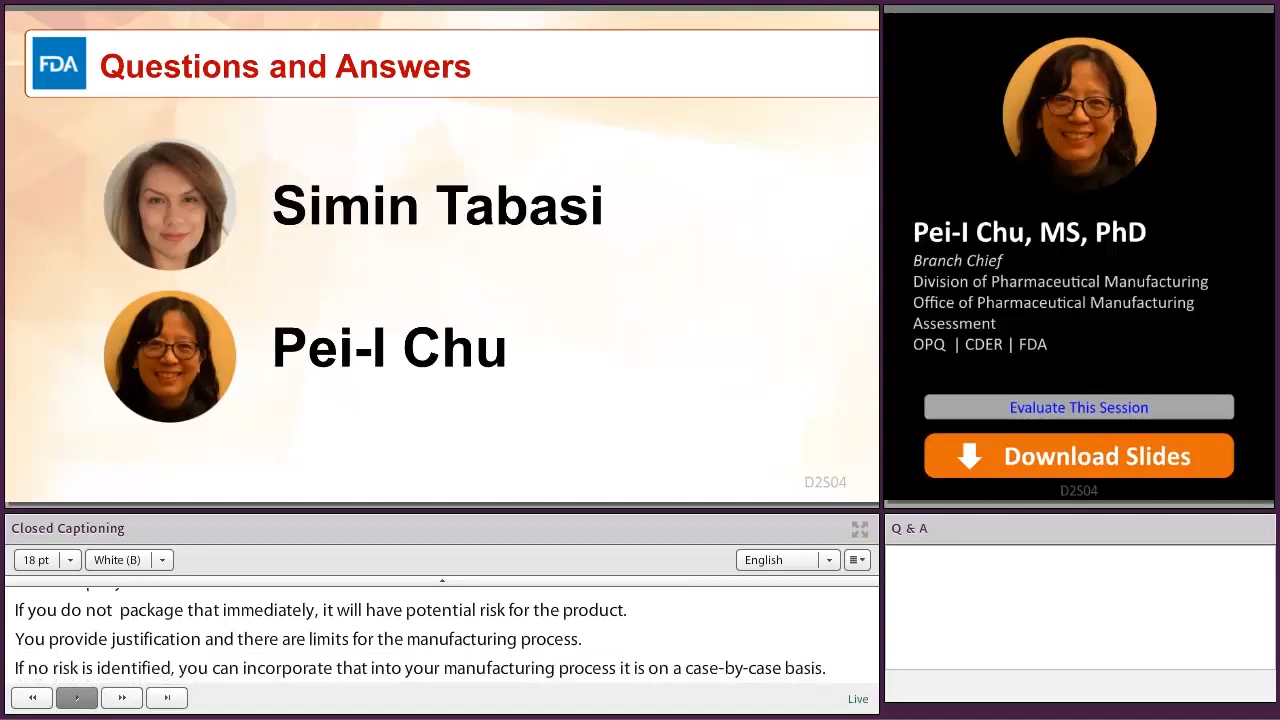 FDA
Questions and Answers
Simin Tabasi
Pei-I Chu
D2S04
Pei-I Chu, MS, PhD
Branch Chief
Division of Pharmaceutical Manufacturing
Office of Pharmaceutical Manufacturing
Assessment
OPQ | CDER | FDA
Evaluate This Session
Download Slides
D2S04
Closed Captioning
18 pt
White (B)
English
If you do not package that immediately, it will have potential risk for the product.
You provide justification and there are limits for the manufacturing process.
If no risk is identified, you can incorporate that into your manufacturing process it is on a case-by-case basis.
Live
Q & A